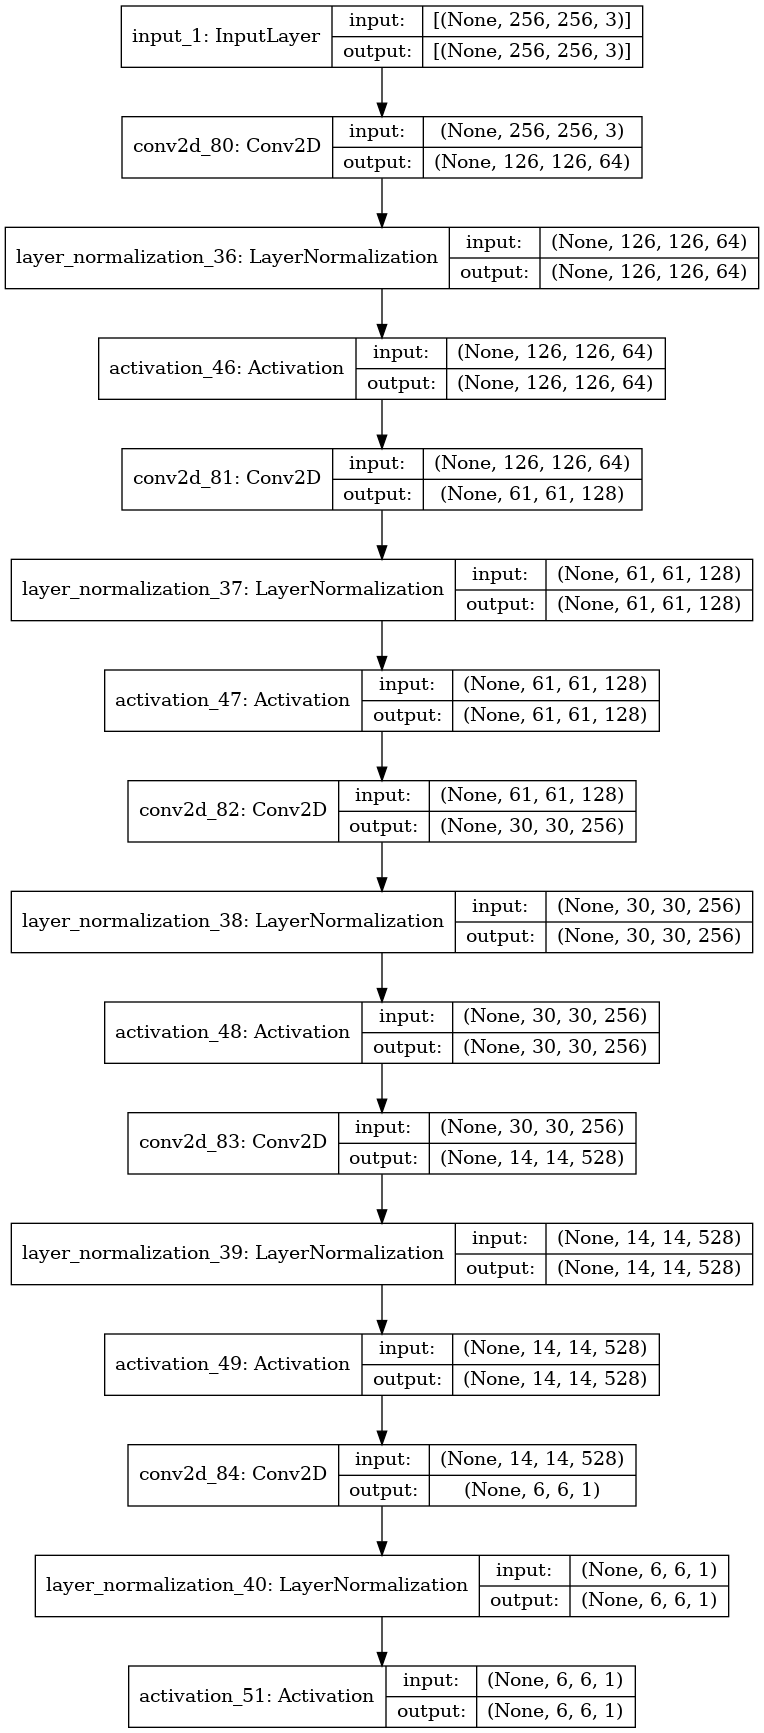 input_1: InputLayer
input: [(None, 256, 256, 3)]
output: [(None, 256, 256, 3)]
conv2d_80: Conv2D
input: (None, 256, 256, 3)
output: (None, 126, 126, 64)
layer_normalization_36: LayerNormalization
input: (None, 126, 126, 64)
output: (None, 126, 126, 64)
activation_46: Activation
input: (None, 126, 126, 64)
output: (None, 126, 126, 64)
conv2d_81: Conv2D
input: (None, 126, 126, 64)
output: (None, 61, 61, 128)
layer_normalization_37: LayerNormalization
input: (None, 61, 61, 128)
output: (None, 61, 61, 128)
activation_47: Activation
input: (None, 61, 61, 128)
output: (None, 61, 61, 128)
conv2d_82: Conv2D
input: (None, 61, 61, 128)
output: (None, 30, 30, 256)
layer_normalization_38: LayerNormalization
input: (None, 30, 30, 256)
output: (None, 30, 30, 256)
activation_48: Activation
input: (None, 30, 30, 256)
output: (None, 30, 30, 256)
conv2d_83: Conv2D
input: (None, 30, 30, 256)
output: (None, 14, 14, 528)
layer_normalization_39: LayerNormalization
input: (None, 14, 14, 528)
output: (None, 14, 14, 528)
activation_49: Activation
input: (None, 14, 14, 528)
output: (None, 14, 14, 528)
conv2d_84: Conv2D
input: (None, 14, 14, 528)
output: (None, 6, 6, 1)
layer_normalization_40: LayerNormalization
input: (None, 6, 6, 1)
output: (None, 6, 6, 1)
activation_51: Activation
input: (None, 6, 6, 1)
output: (None, 6, 6, 1)